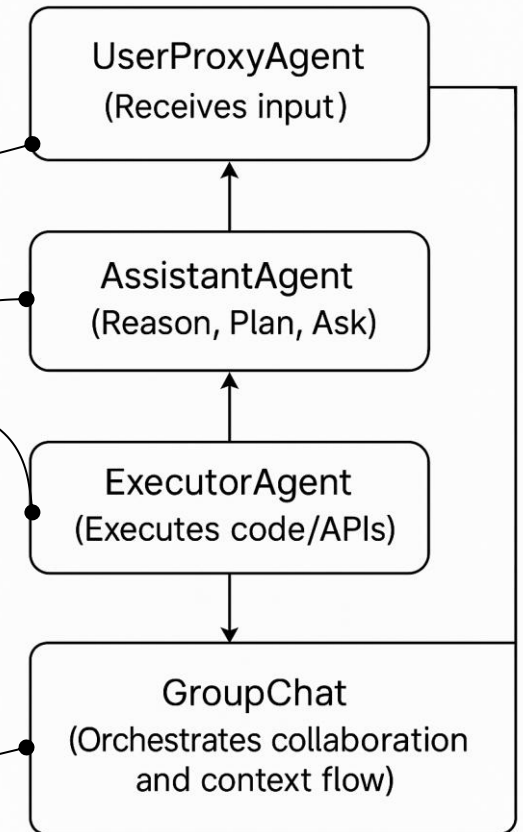 UserProxyAgent
(Receives input)
AssistantAgent
(Reason, Plan, Ask)
ExecutorAgent
(Executes code/APIs)
GroupChat
(Orchestrates collaboration
and context flow)